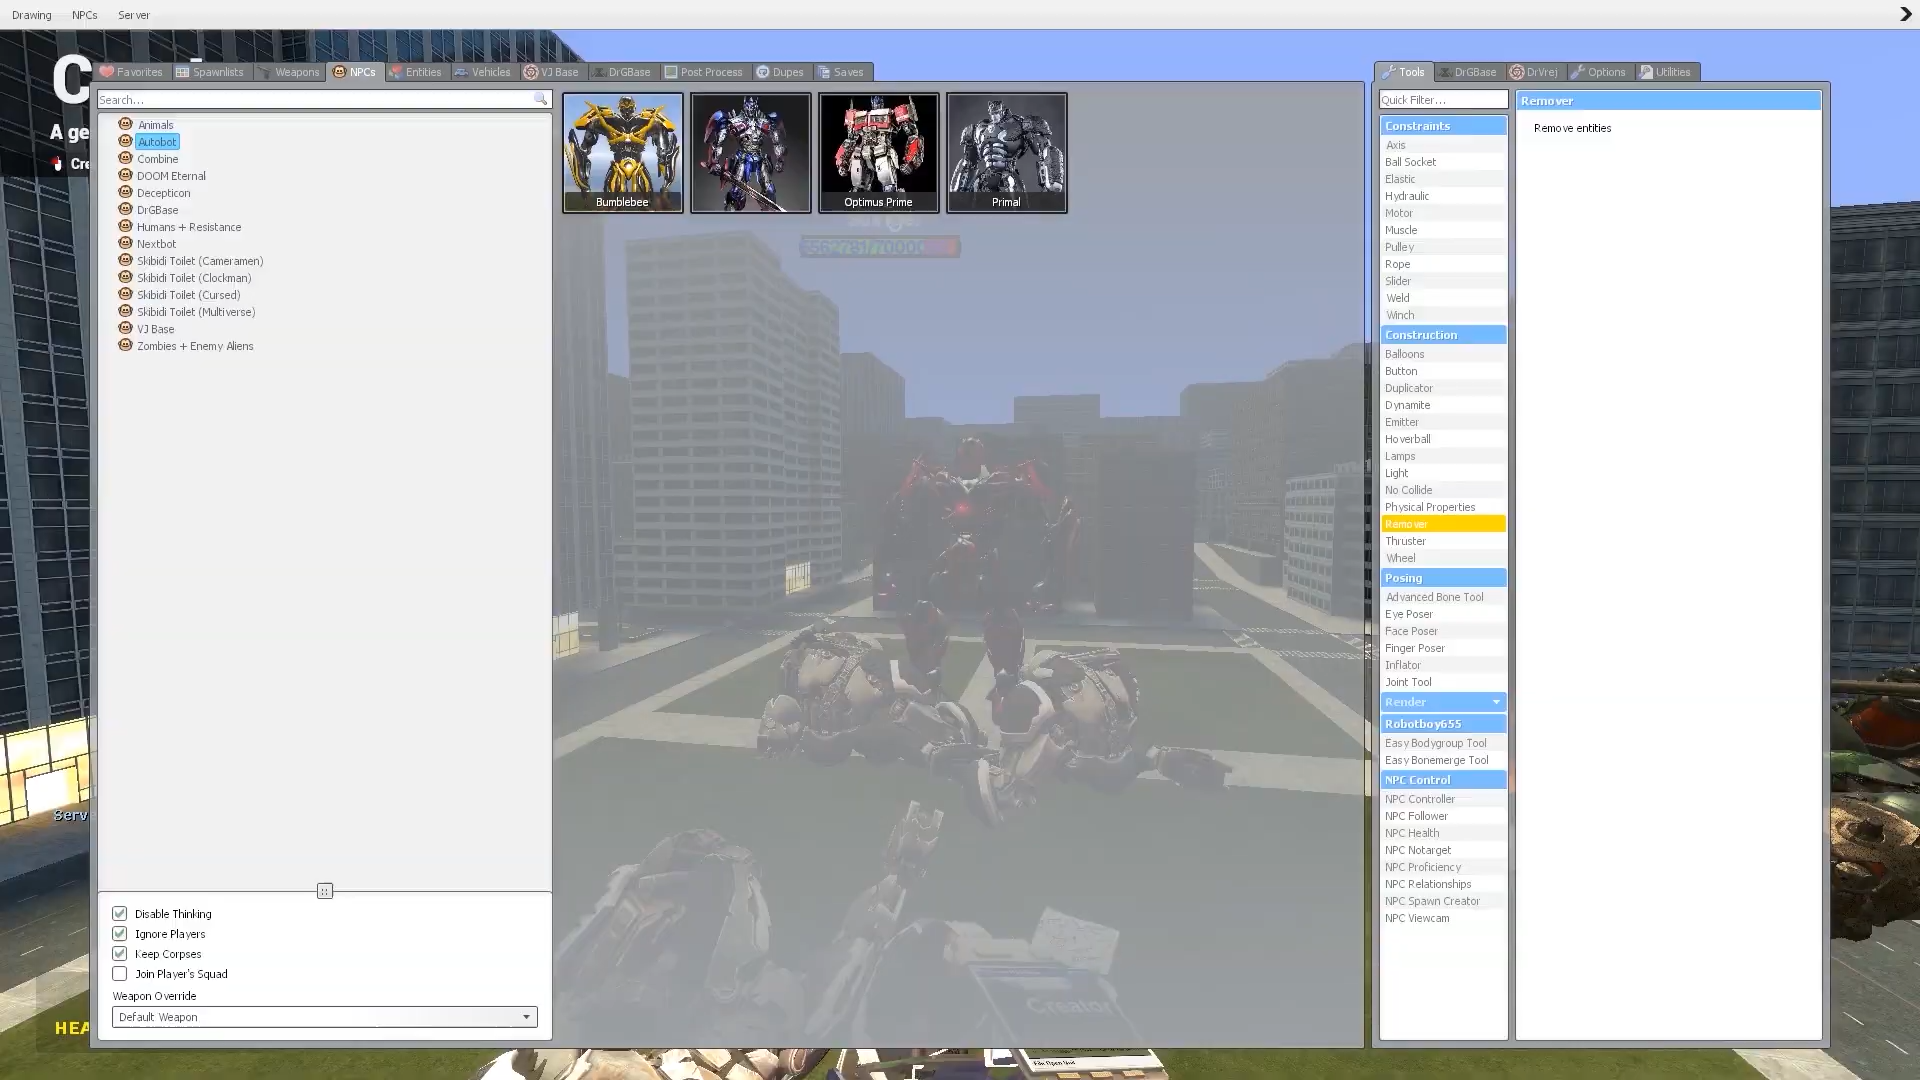 Drawing NPCs Server
C
A ge
Cre
Favorites Spawnlists Weapons NPCs Entities Vehicles VJ Base DrGBase Post Process Dupes Saves
Search...
Animals
Autobot
Combine
DOOM Eternal
Decepticon
DrGBase
Humans + Resistance
Nextbot
Skibidi Toilet (Cameramen)
Skibidi Toilet (Clockman)
Skibidi Toilet (Cursed)
Skibidi Toilet (Multiverse)
VJ Base
Zombies + Enemy Aliens
Disable Thinking
Ignore Players
Keep Corpses
Join Player's Squad
Weapon Override
Default Weapon
Bumblebee
Optimus Prime
Primal
Creator
Serv
HEA
Tools DrGBase DrVrej Options Utilities
Quick Filter...
Constraints
Axis
Ball Socket
Elastic
Hydraulic
Motor
Muscle
Pulley
Rope
Slider
Weld
Winch
Construction
Balloons
Button
Duplicator
Dynamite
Emitter
Hoverball
Lamps
Light
No Collide
Physical Properties
Remover
Thruster
Wheel
Posing
Advanced Bone Tool
Eye Poser
Face Poser
Finger Poser
Inflator
Joint Tool
Render
Robotboy655
Easy Bodygroup Tool
Easy Bonemerge Tool
NPC Control
NPC Controller
NPC Follower
NPC Health
NPC Notarget
NPC Proficiency
NPC Relationships
NPC Spawn Creator
NPC Viewcam
Remover
Remove entities